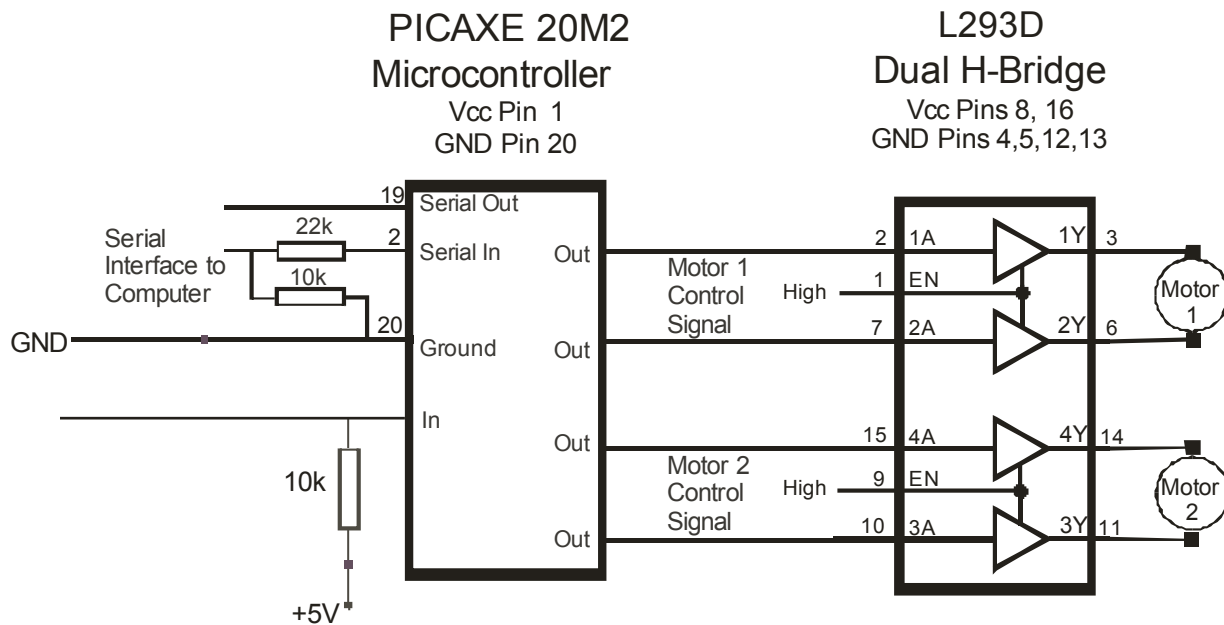 PICAXE 20M2
Microcontroller
Vcc Pin 1
GND Pin 20
L293D
Dual H-Bridge
Vcc Pins 8, 16
GND Pins 4,5,12,13
19
Serial Out
22k
2
Serial In
Serial
Interface to
Computer
10k
20
GND
Ground
In
10k
+5V
Out
Out
Out
Out
Motor 1
Control
Signal
High
Motor 2
Control
Signal
High
2
1A
1
EN
7
2A
15
4A
9
EN
10
3A
1Y
3
2Y
6
4Y
14
3Y
11
Motor
1
Motor
2